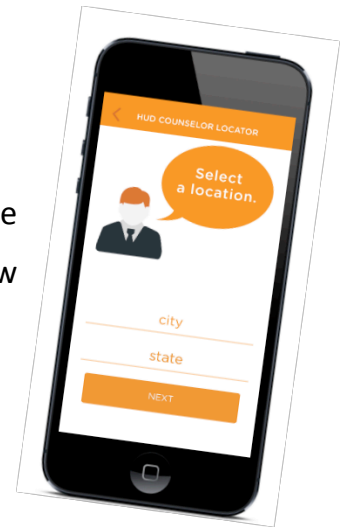 HUD COUNSELOR LOCATOR
Select
a location.
e
w
city
state
NEXT